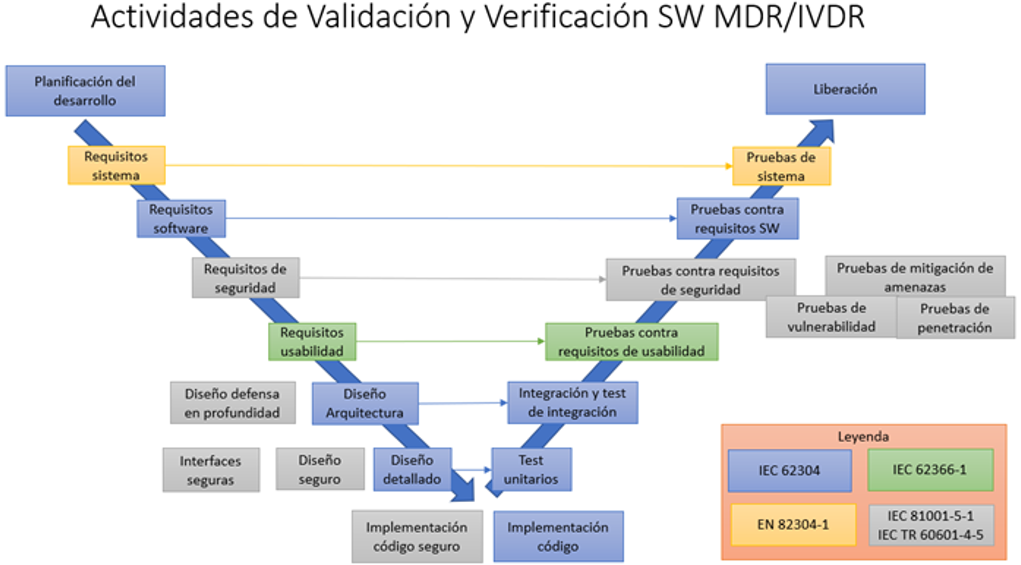 Actividades de Validación y Verificación SW MDR/IVDR
Planificación del
desarrollo
Liberación
Requisitos
sistema
Pruebas de
sistema
Requisitos
software
Pruebas contra
requisitos SW
Requisitos de
seguridad
Pruebas contra requisitos
de seguridad
Pruebas de mitigación de
amenazas
Pruebas de
vulnerabilidad
Pruebas de
penetración
Requisitos
usabilidad
Pruebas contra
requisitos de usabilidad
Diseño defensa
en profundidad
Diseño
Arquitectura
Integración y test
de integración
Interfaces
seguras
Diseño
seguro
Diseño
detallado
Test
unitarios
Implementación
código seguro
Implementación
código
Leyenda
IEC 62304
IEC 62366-1
EN 82304-1
IEC 81001-5-1
IEC TR 60601-4-5